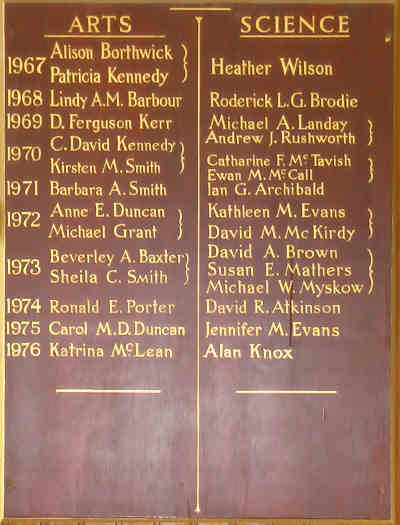 ARTS SCIENCE
1967 Alison Borthwick
Patricia Kennedy
Heather Wilson
1968 Lindy A.M. Barbour Roderick L.G. Brodie
1969 D. Ferguson Kerr Michael A. Landay
Andrew J. Rushworth
1970 C. David Kennedy
Kirsten M. Smith
Catharine F. McTavish
Ewan M. McCall
Ian G. Archibald
1971 Barbara A. Smith
1972 Anne E. Duncan
Michael Grant
Kathleen M. Evans
David M. McKirdy
1973 Beverley A. Baxter
Sheila C. Smith
David A. Brown
Susan E. Mathers
Michael W. Myskow
1974 Ronald E. Porter David R. Atkinson
1975 Carol M.D. Duncan Jennifer M. Evans
1976 Katrina McLean Alan Knox